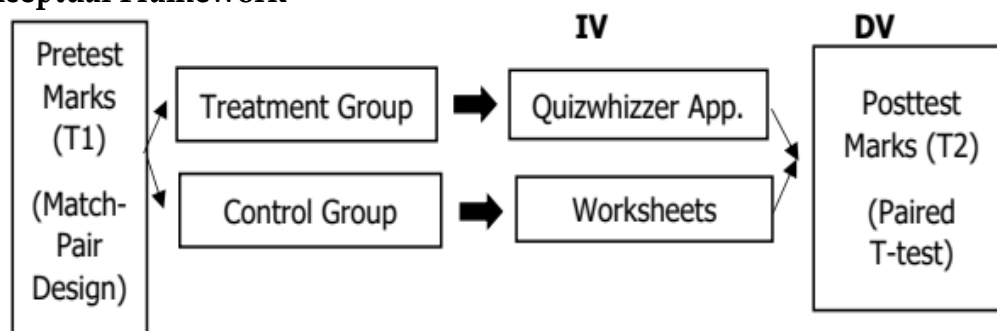 IV
DV
Pretest
Marks
(T1)
(Match-
Pair
Design)
Treatment Group
Quizwhizzer App.
Control Group
Worksheets
Posttest
Marks (T2)
(Paired
T-test)